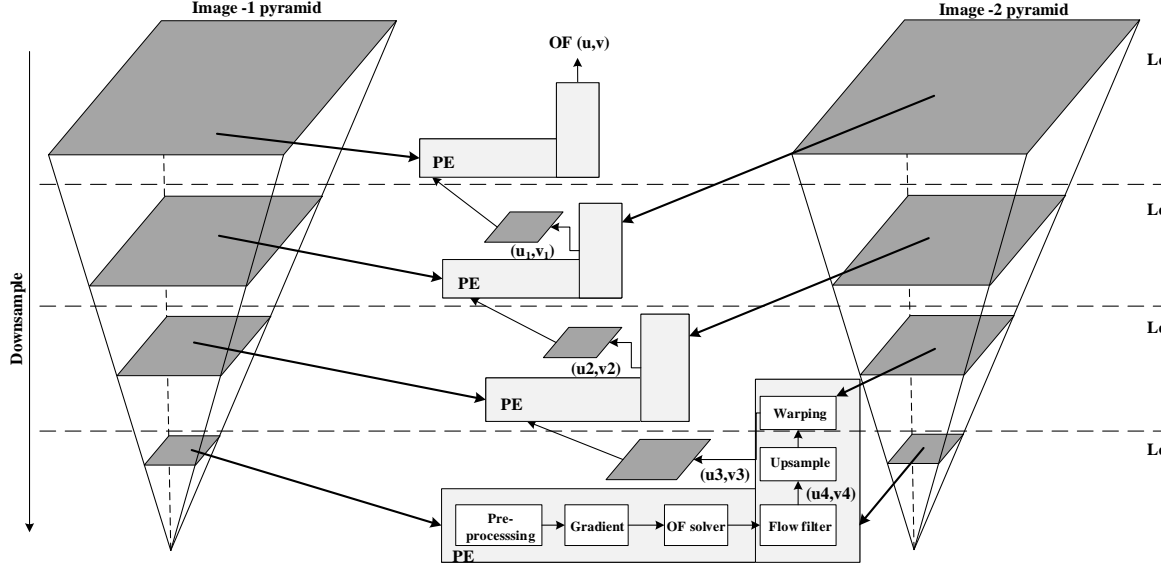 Image -1 pyramid
Image -2 pyramid
OF (u,v)
PE
(u₁,v₁)
PE
(u2,v2)
PE
Downsample
Warping
(u3,v3)
Upsample
(u4,v4)
Pre-
processsing
Gradient
OF solver
Flow filter
PE